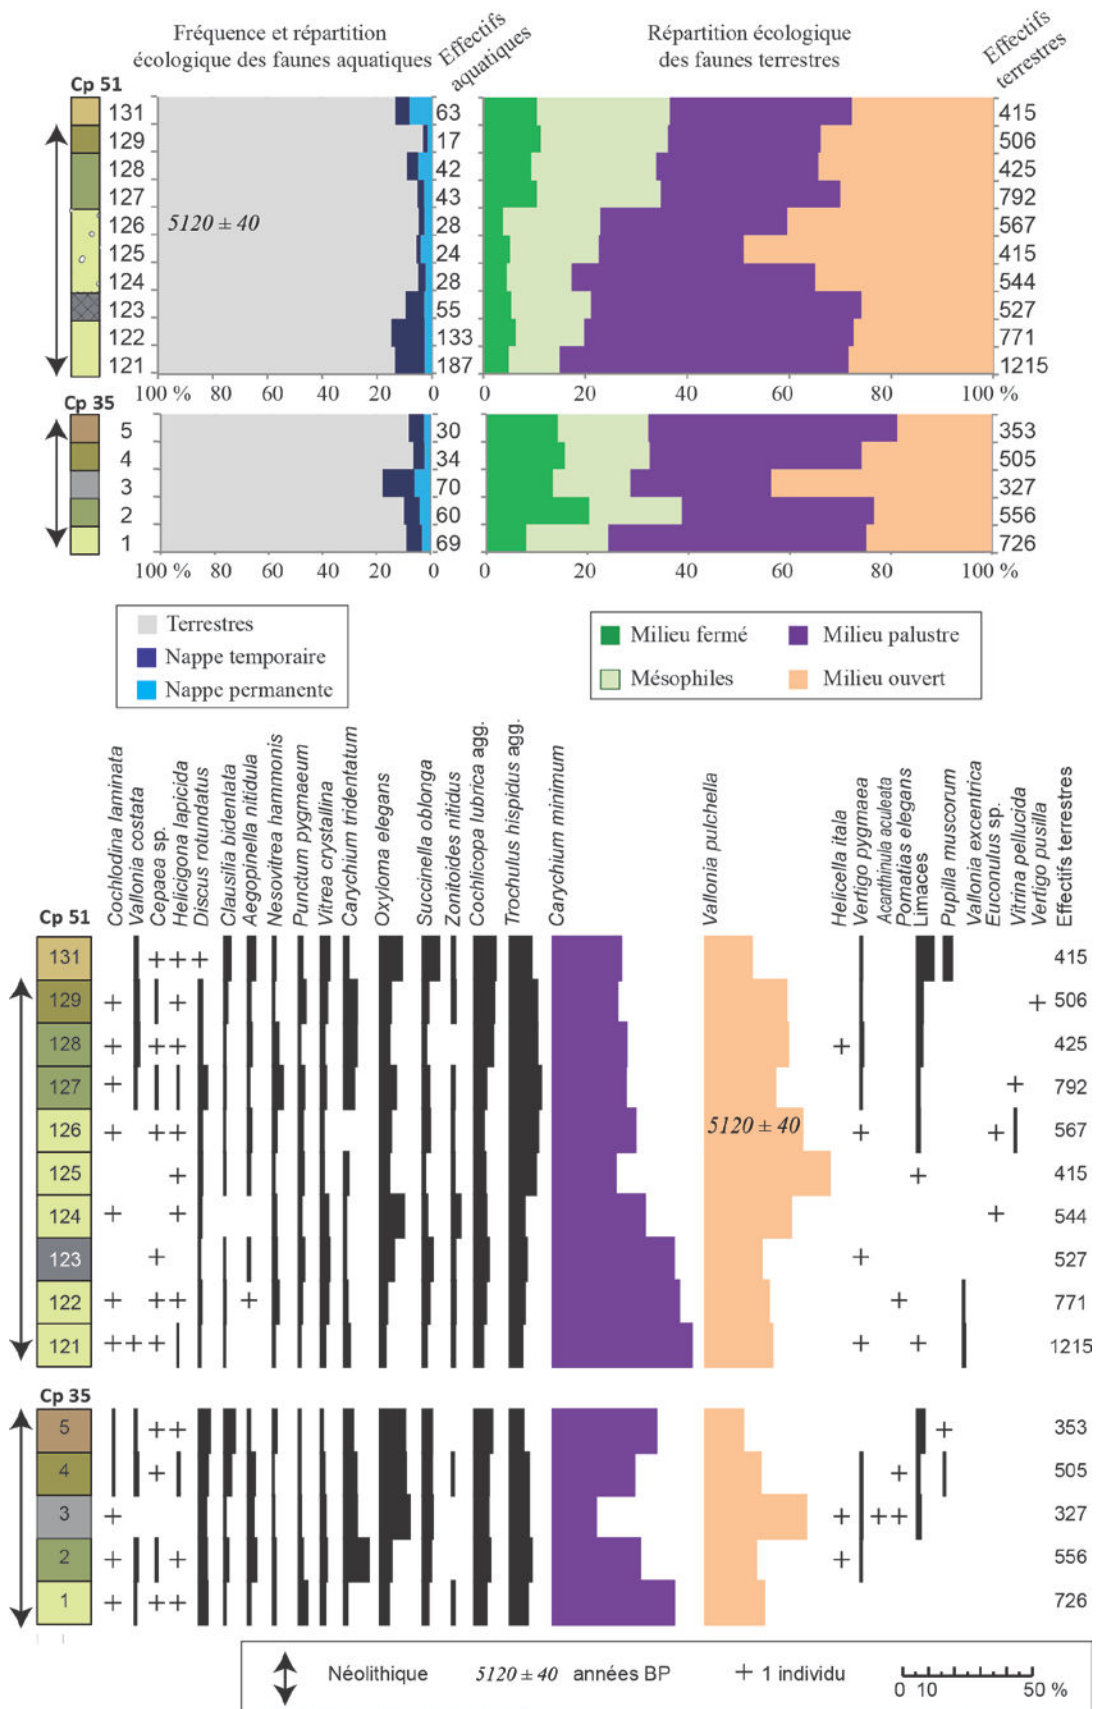 Fréquence et répartition
écologique des faunes aquatiques
Effectifs
aquatiques
Répartition écologique
des faunes terrestres
Effectifs
terrestres
Cp 51
131 63 415
129 17 506
128 42 425
127 43 792
126 5120 ± 40 28 567
125 24 415
124 28 544
123 55 527
122 133 771
121 187 1215
100 % 80 60 40 20 0 0 20 40 60 80 100 %
Cp 35
5 30 353
4 34 505
3 70 327
2 60 556
1 69 726
100 % 80 60 40 20 0 0 20 40 60 80 100 %
Terrestres
Nappe temporaire
Nappe permanente
Milieu fermé
Milieu palustre
Mésophiles
Milieu ouvert
Cochlodina laminata
Vallonia costata
Cepaea sp.
Helicigona lapicida
Discus rotundatus
Clausilia bidentata
Aegopinella nitidula
Nesovitrea hammonis
Punctum pygmaeum
Vitrea crystallina
Carychium tridentatum
Oxyloma elegans
Succinella oblonga
Zonitoides nitidus
Cochlicopa lubrica agg.
Trochulus hispidus agg.
Carychium minimum
Vallonia pulchella
Helicella itala
Vertigo pygmaea
Acanthinula aculeata
Pomatias elegans
Limaces
Pupilla muscorum
Vallonia excentrica
Euconulus sp.
Vitrina pellucida
Vertigo pusilla
Effectifs terrestres
Cp 51
131 + + + 415
129 + + + 506
128 + + + + 425
127 + + 792
126 + + + 5120 ± 40 + + 567
125 + + 415
124 + + + 544
123 + + 527
122 + + + + + 771
121 + + + + + 1215
Cp 35
5 + + + 353
4 + + 505
3 + + + + 327
2 + + + 556
1 + + + 726
Néolithique 5120 ± 40 années BP + 1 individu 0 10 50 %